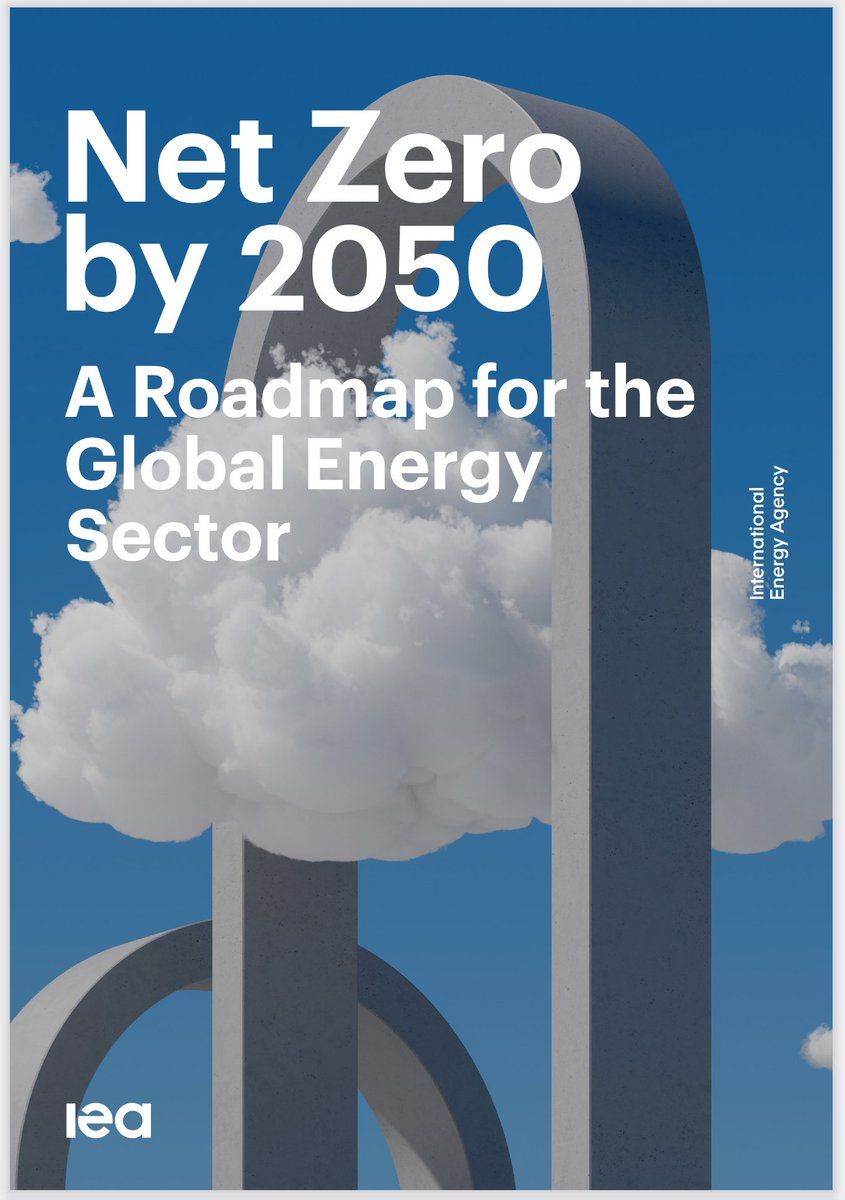 Net Zero
by 2050
A Roadmap for the
Global Energy
Sector
International
Energy Agency
iea